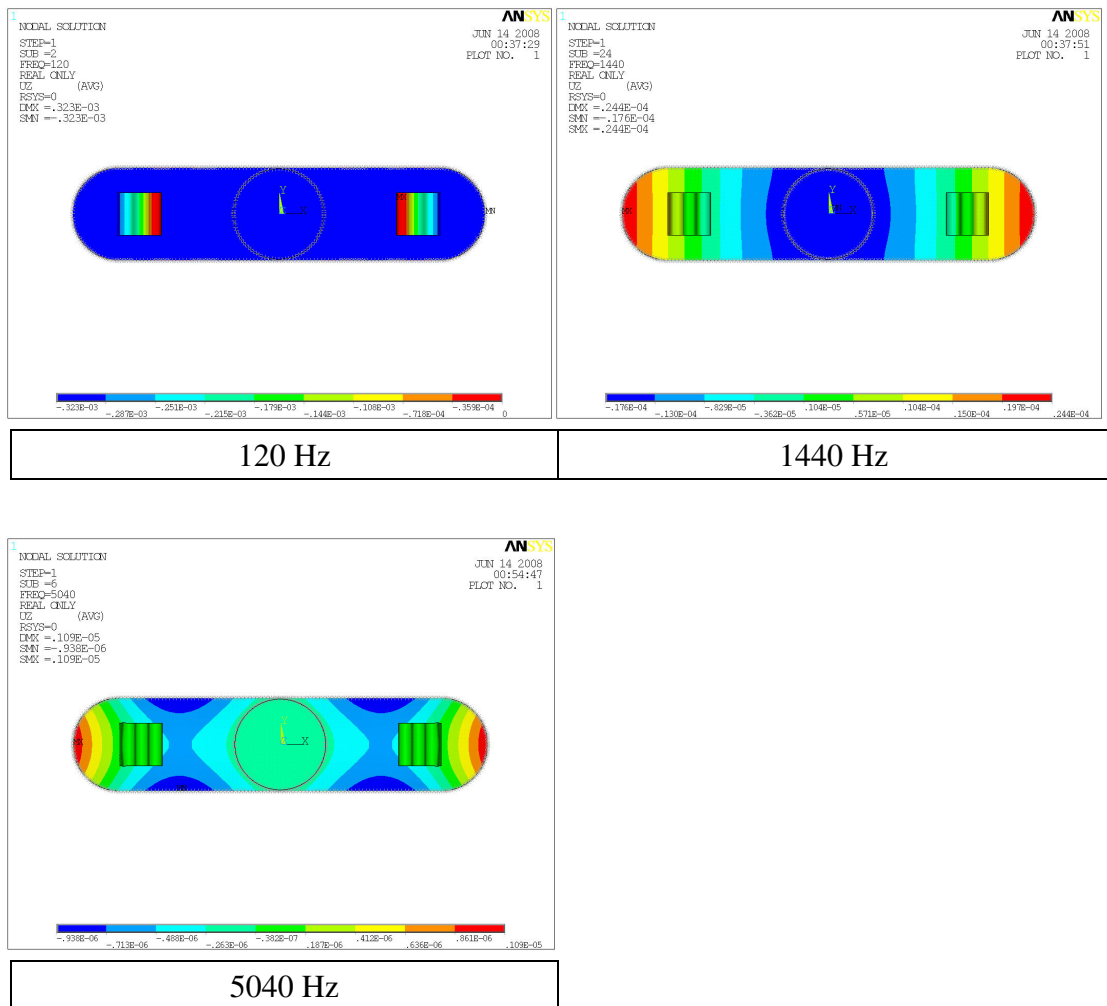 1
ANSYS
NODAL SOLUTION
JUN 14 2008
00:37:29
PLOT NO. 1
STEP=1
SUB =2
FREQ=120
REAL ONLY
UZ (AVG)
RSYS=0
DMX =.323E-03
SMN =-.323E-03
Y
X
MX
MN
-.323E-03 -.251E-03 -.179E-03 -.108E-03 -.359E-04
-.287E-03 -.215E-03 -.144E-03 -.718E-04 0
120 Hz
ANSYS
NODAL SOLUTION
JUN 14 2008
00:37:51
PLOT NO. 1
STEP=1
SUB =24
FREQ=1440
REAL ONLY
UZ (AVG)
RSYS=0
DMX =.244E-04
SMN =-.176E-04
SMX =.244E-04
Y
X
MX
-.176E-04 -.829E-05 .104E-05 .104E-04 .197E-04
-.130E-04 -.362E-05 .571E-05 .150E-04 .244E-04
1440 Hz
1
ANSYS
NODAL SOLUTION
JUN 14 2008
00:54:47
PLOT NO. 1
STEP=1
SUB =6
FREQ=5040
REAL ONLY
UZ (AVG)
RSYS=0
DMX =.109E-05
SMN =-.938E-06
SMX =.109E-05
Y
X
MX
-.938E-06 -.488E-06 -.382E-07 .412E-06 .861E-06
-.713E-06 -.263E-06 .187E-06 .636E-06 .109E-05
5040 Hz